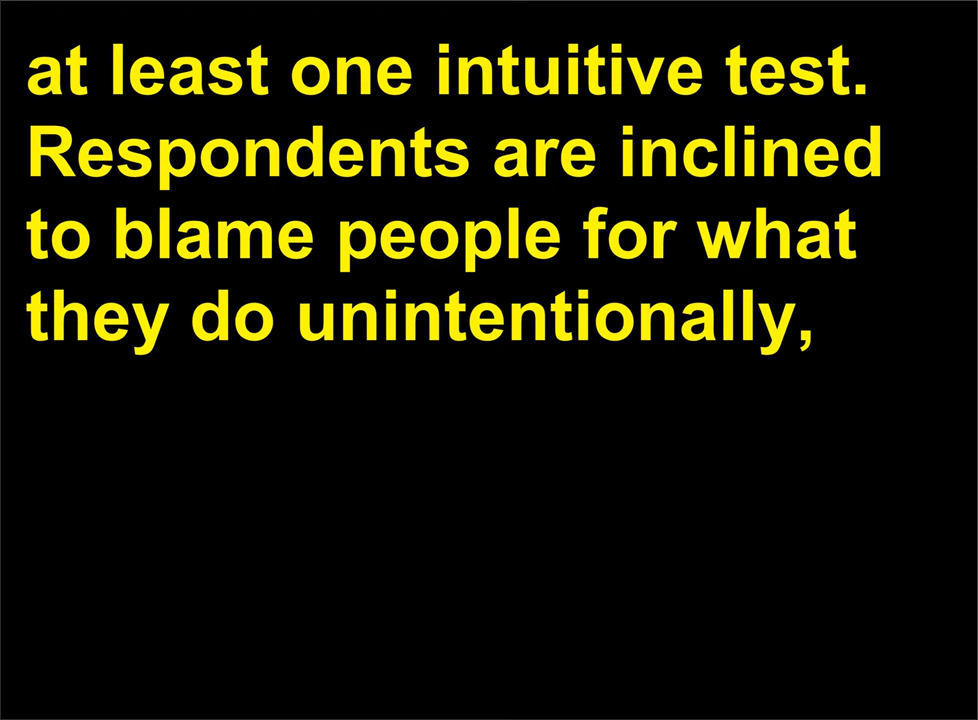 at least one intuitive test.
Respondents are inclined
to blame people for what
they do unintentionally,